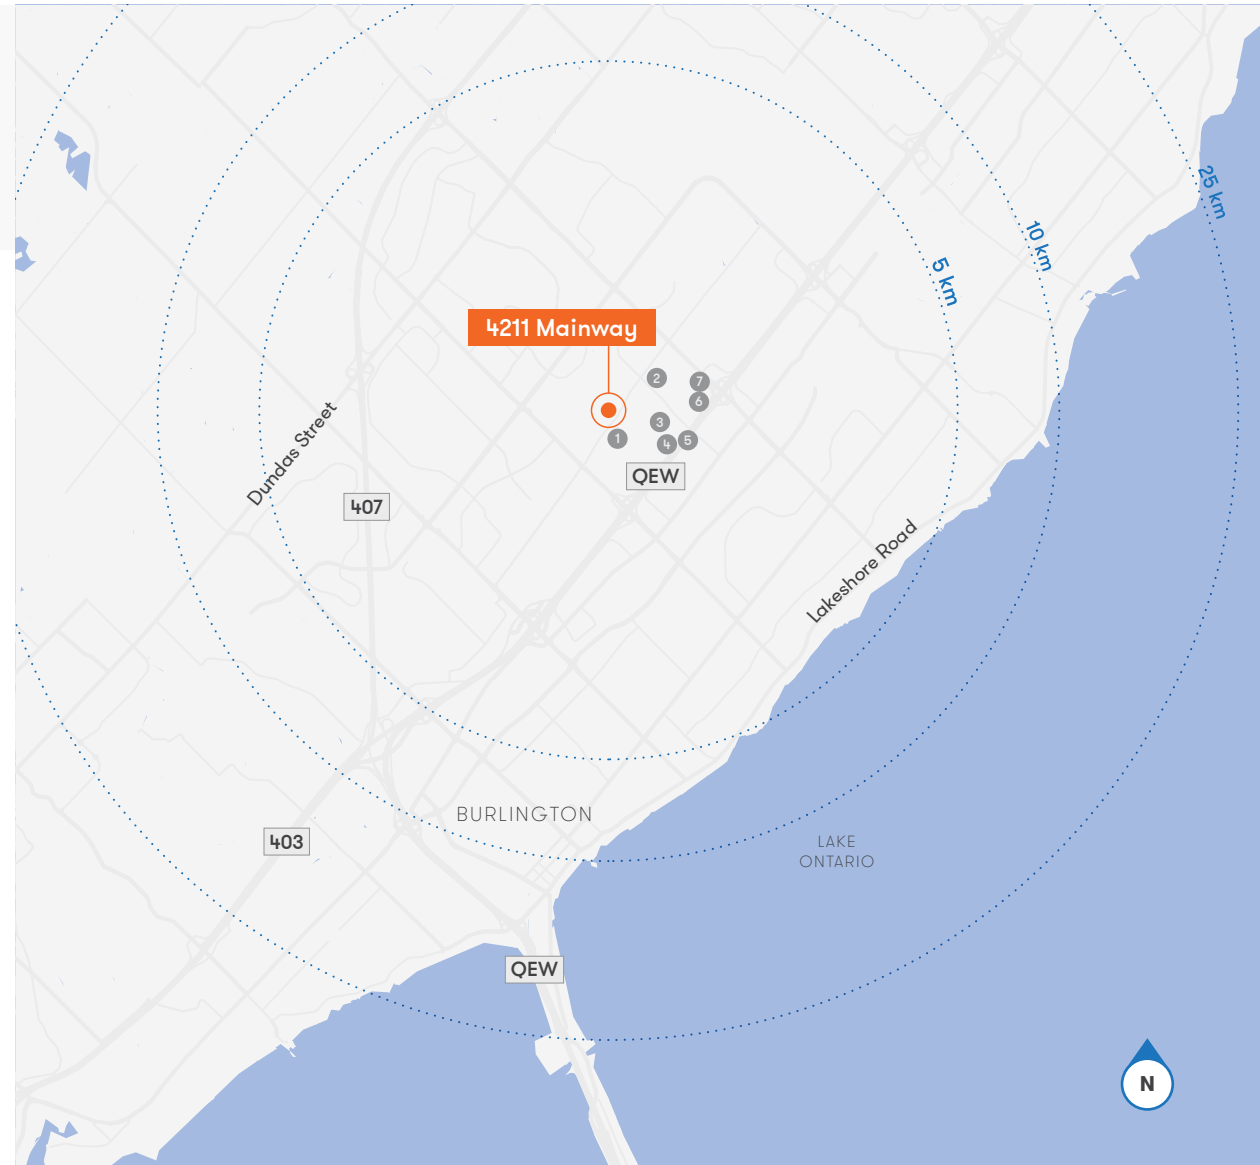 25 km
10 km
5 km
4211 Mainway
2
7
6
3
1
4
5
QEW
Dundas Street
407
Lakeshore Road
BURLINGTON
403
LAKE
ONTARIO
QEW
N